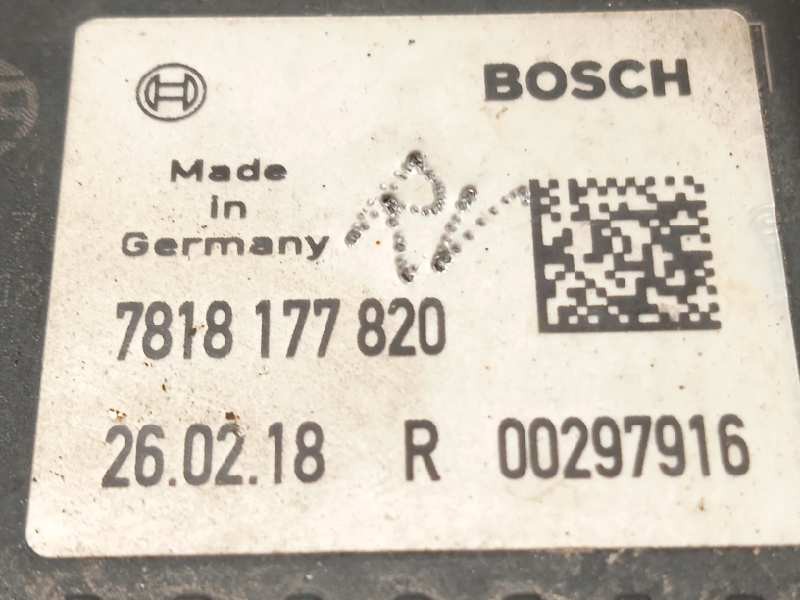 BOSCH
Made
in
Germany
7818 177 820
26.02.18 R 00297916